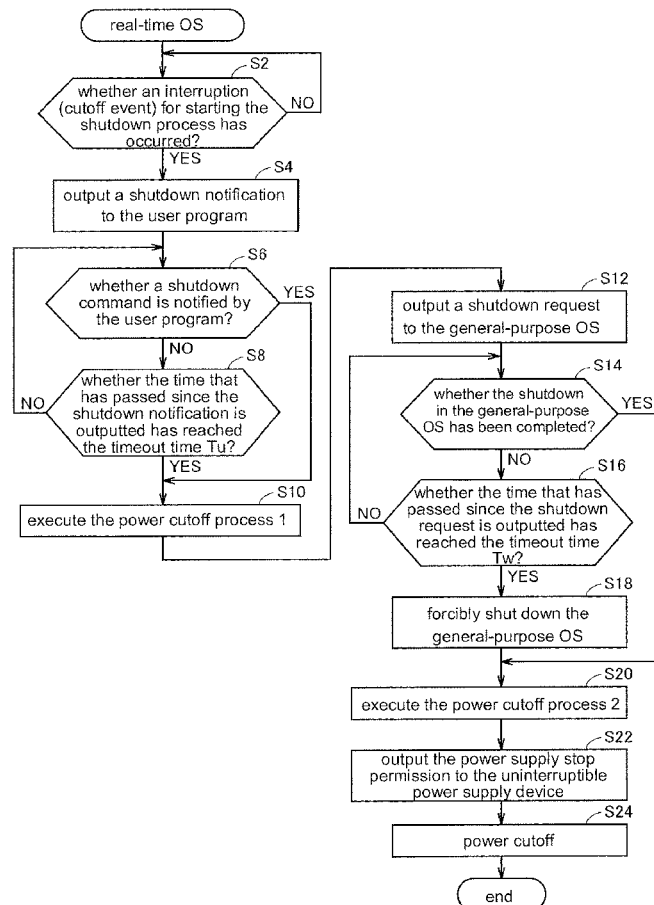 real-time OS
S2
whether an interruption
(cutoff event) for starting the
shutdown process has
occurred?
NO
YES
S4
output a shutdown notification
to the user program
S6
whether a shutdown
command is notified by
the user program?
YES
NO
S8
whether the time that
has passed since the
shutdown notification is
outputted has reached
the timeout time Tu?
NO
YES
S10
execute the power cutoff process 1
S12
output a shutdown request
to the general-purpose OS
S14
whether the shutdown
in the general-purpose
OS has been completed?
YES
NO
S16
whether the time that has
passed since the shutdown
request is outputted has
reached the timeout time
Tw?
NO
YES
S18
forcibly shut down the
general-purpose OS
S20
execute the power cutoff process 2
S22
output the power supply stop
permission to the uninterruptible
power supply device
S24
power cutoff
end